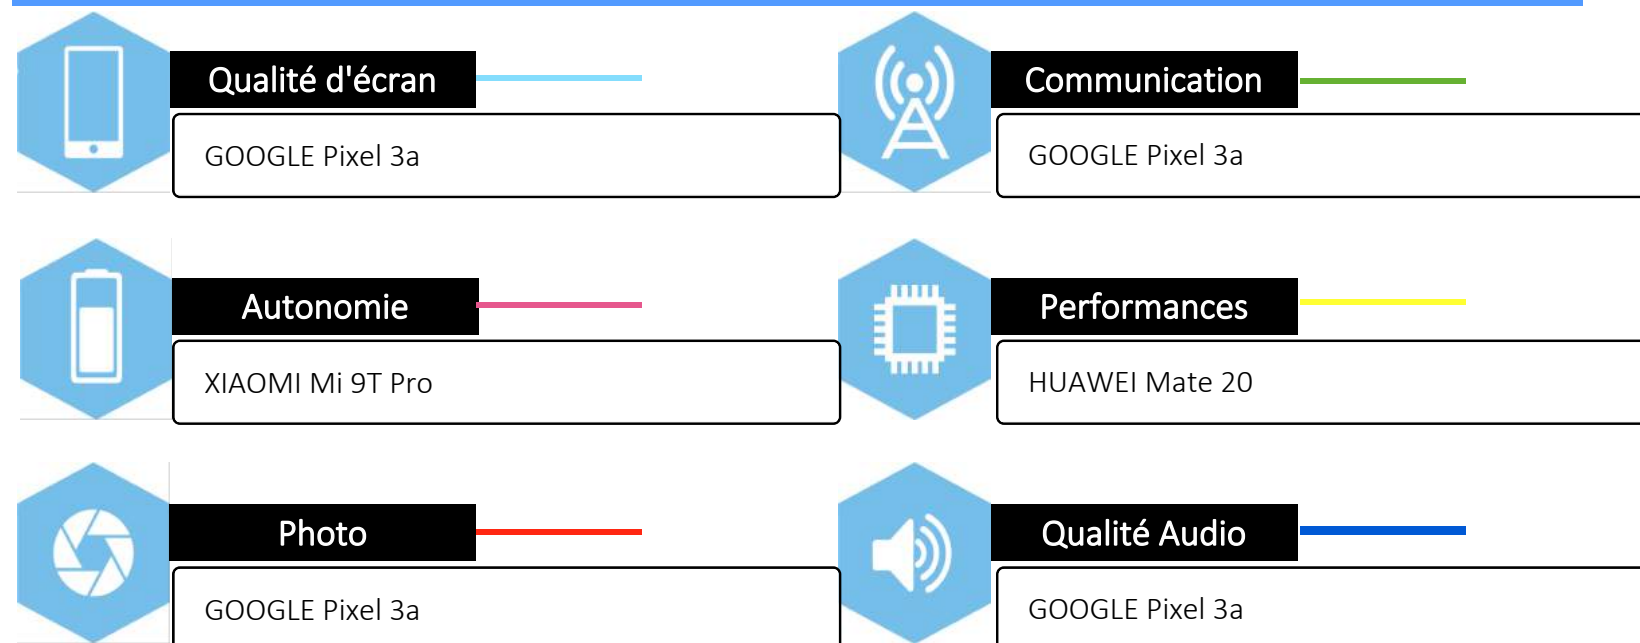 Qualité d'écran
GOOGLE Pixel 3a
Communication
GOOGLE Pixel 3a
Autonomie
XIAOMI Mi 9T Pro
Performances
HUAWEI Mate 20
Photo
GOOGLE Pixel 3a
Qualité Audio
GOOGLE Pixel 3a